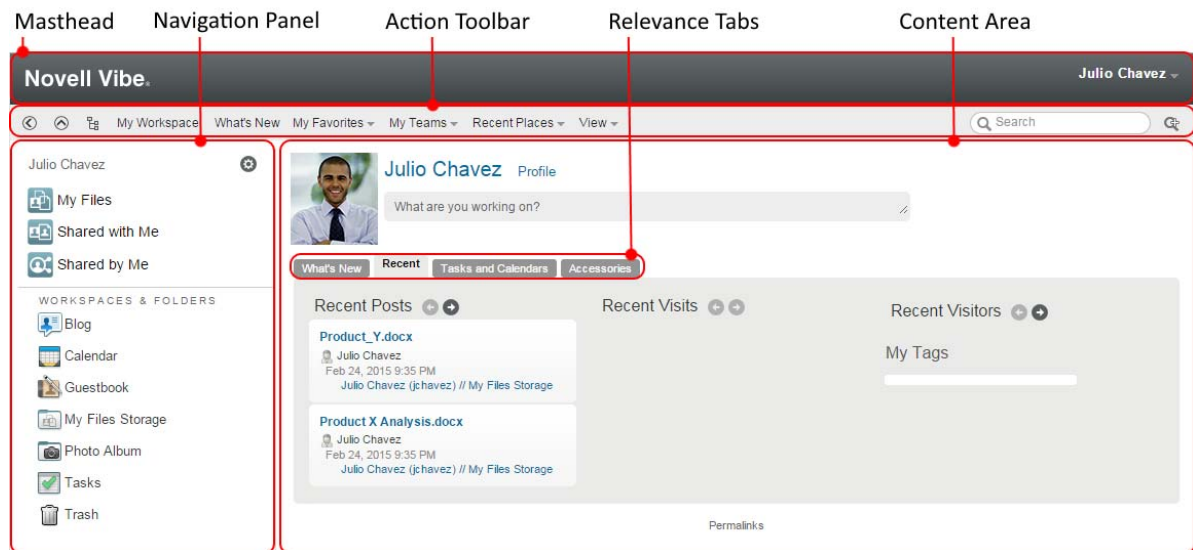 Masthead Navigation Panel Action Toolbar Relevance Tabs Content Area
Novell Vibe. Julio Chavez
My Workspace What's New My Favorites My Teams Recent Places View Search
Julio Chavez
My Files
Shared with Me
Shared by Me
WORKSPACES & FOLDERS
Blog
Calendar
Guestbook
My Files Storage
Photo Album
Tasks
Trash
Julio Chavez Profile
What are you working on?
What's New Recent Tasks and Calendars Accessories
Recent Posts Recent Visits Recent Visitors
Product_Y.docx
Julio Chavez
Feb 24, 2015 9:35 PM
Julio Chavez (jchavez) // My Files Storage
My Tags
Product X Analysis.docx
Julio Chavez
Feb 24, 2015 9:35 PM
Julio Chavez (jchavez) // My Files Storage
Permalinks